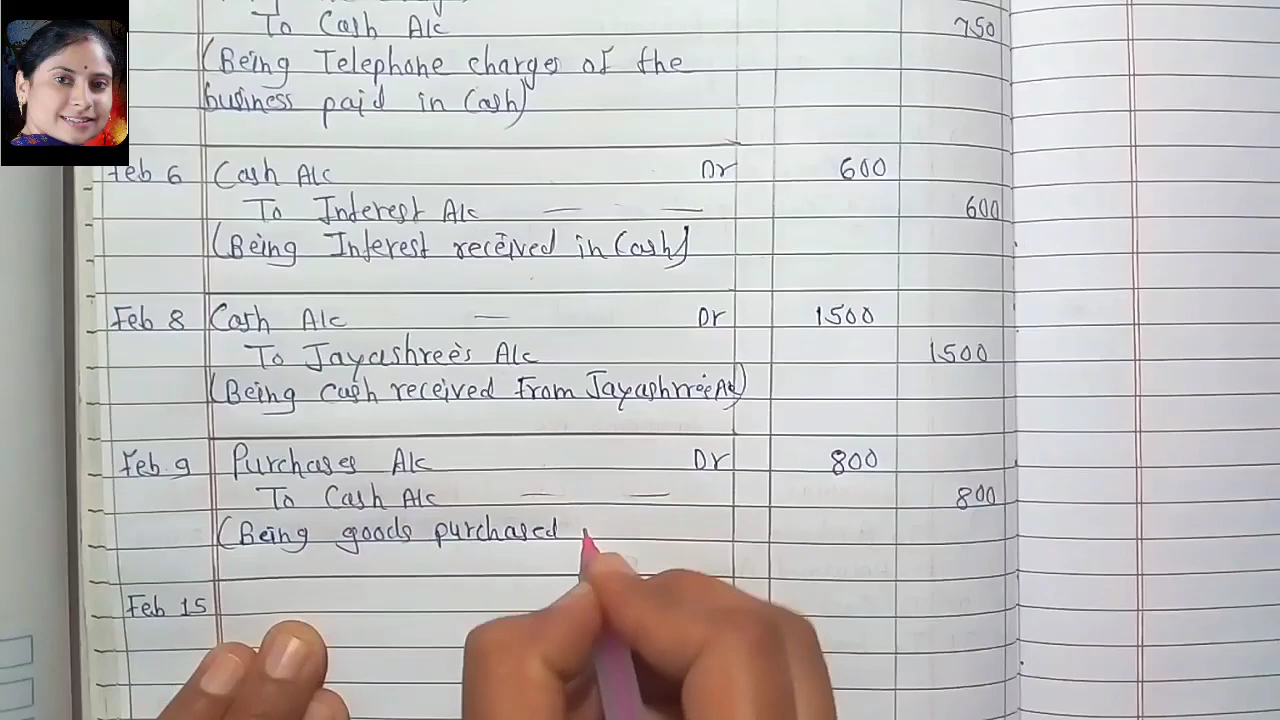 To Cash A/c 750
(Being Telephone charges of the
business paid in Cash)
Feb 6 Cash A/c Dr 600
To Interest A/c — — 600
(Being Interest received in Cash)
Feb 8 Cash A/c — Dr 1500
To Jayashree's A/c 1500
(Being Cash received From Jayashree's A/c)
Feb 9 Purchases A/c Dr 800
To Cash A/c — — 800
(Being goods purchased
Feb 15